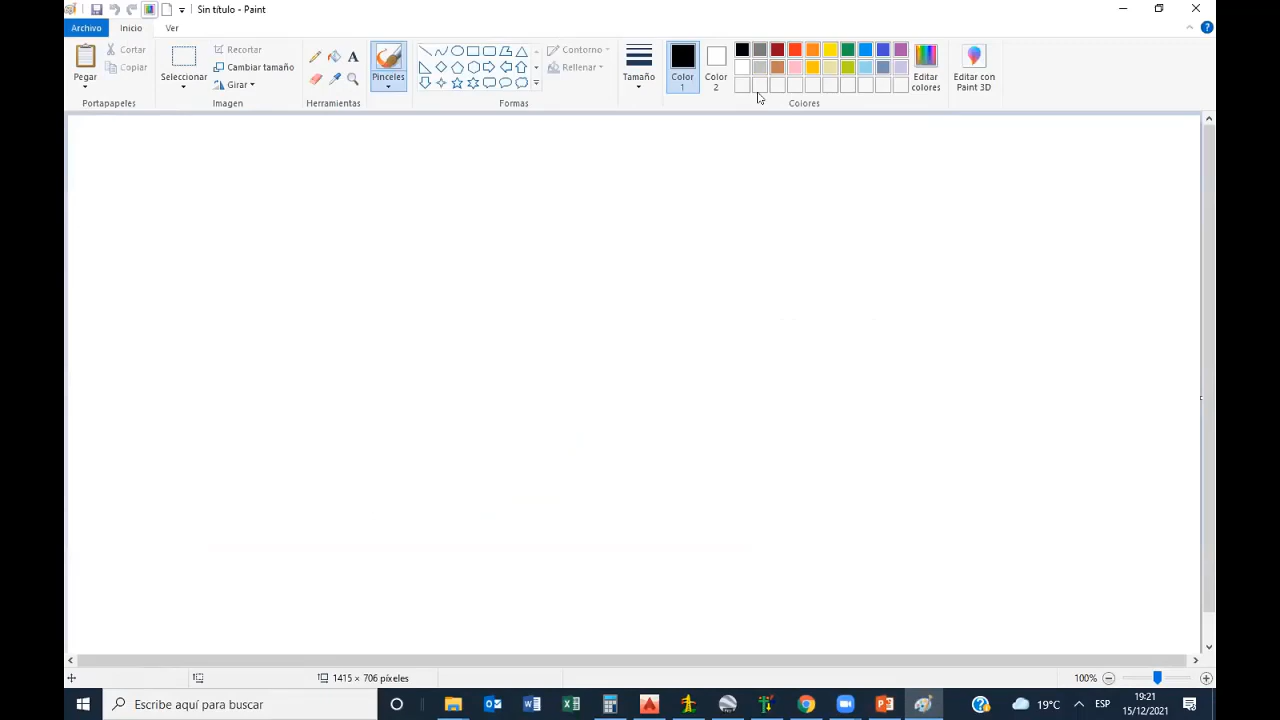 Sin título - Paint
Archivo Inicio Ver
Pegar
Cortar
Copiar
Portapapeles
Seleccionar
Recortar
Cambiar tamaño
Girar
Imagen
A
Herramientas
Pinceles
Contorno
Rellenar
Formas
Tamaño
Color
1
Color
2
Editar
colores
Colores
Editar con
Paint 3D
1415 × 706 píxeles
100%
Escribe aquí para buscar
19°C
ESP
19:21
15/12/2021